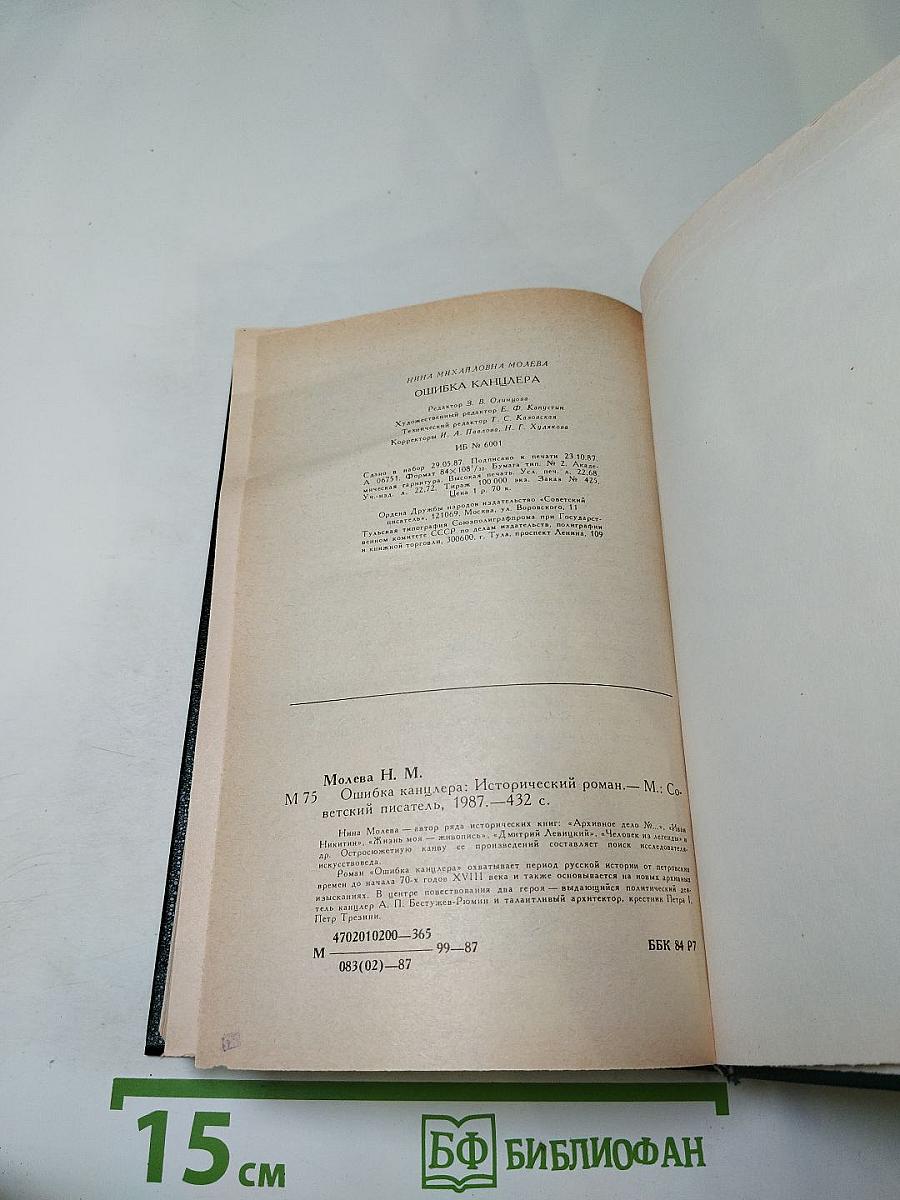 НИНА МИХАЙЛОВНА МОЛЕВА
ОШИБКА КАНЦЛЕРА
Редактор З. В. Одинцова
Художественный редактор Е. Ф. Капустин
Технический редактор Т. С. Казовская
Корректоры И. А. Павлова, Н. Г. Худякова
ИБ № 6001
Сдано в набор 29.05.87. Подписано к печати 23.10.87.
А 06751. Формат 84×108¹/₃₂. Бумага тип. № 2. Акаде-
мическая гарнитура. Высокая печать. Усл. печ. л. 22,68.
Уч.-изд. л. 22,72. Тираж 100 000 экз. Заказ № 425.
Цена 1 р. 70 к.
Ордена Дружбы народов издательство «Советский
писатель», 121069. Москва, ул. Воровского, 11
Тульская типография Союзполиграфпрома при Государст-
венном комитете СССР по делам издательств, полиграфии
и книжной торговли, 300600, г. Тула, проспект Ленина, 109
Молева Н. М.
М 75 Ошибка канцлера: Исторический роман.— М.: Со-
ветский писатель, 1987.—432 с.
Нина Молева — автор ряда исторических книг: «Архивное дело №...», «Иван
Никитин», «Жизнь моя — живопись», «Дмитрий Левицкий», «Человек из легенды» и
др. Остросюжетную канву ее произведений составляет поиск исследователя-
искусствоведа.
Роман «Ошибка канцлера» охватывает период русской истории от петровских
времен до начала 70-х годов XVIII века и также основывается на новых архивных
изысканиях. В центре повествования два героя — выдающийся политический дея-
тель канцлер А. П. Бестужев-Рюмин и талантливый архитектор, крестник Петра I,
Петр Трезини.
4702010200—365
М 99—87
083(02)—87
ББК 84 Р7
15 см
БФ БИБЛИОФАН